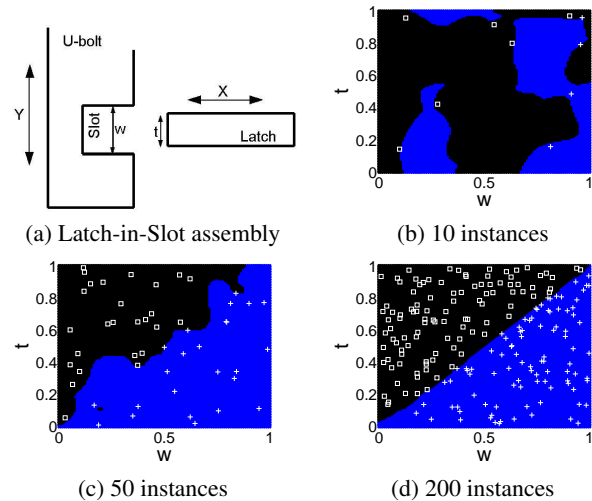 U-bolt
Y
Slot
w
X
t
Latch
(a) Latch-in-Slot assembly
1
0.8
0.6
0.4
0.2
0
t
0 0.5 1
w
(b) 10 instances
1
0.8
0.6
0.4
0.2
0
t
0 0.5 1
w
(c) 50 instances
1
0.8
0.6
0.4
0.2
0
t
0 0.5 1
w
(d) 200 instances